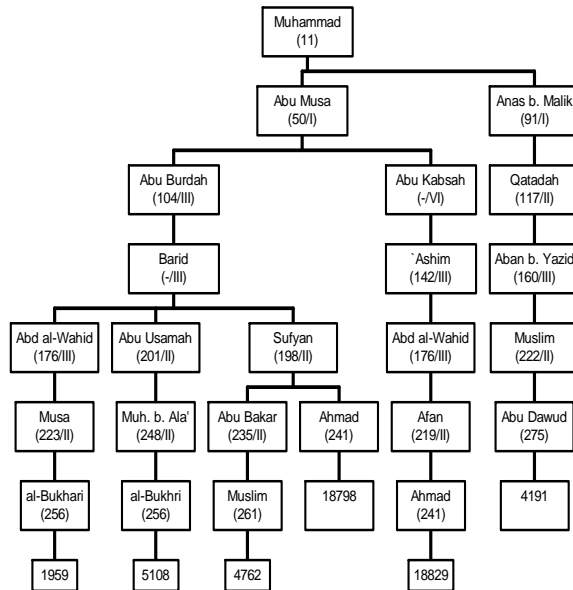 Muhammad
(11)
Abu Musa
(50/I)
Anas b. Malik
(91/I)
Abu Burdah
(104/III)
Abu Kabsah
(-/VI)
Qatadah
(117/II)
Barid
(-/III)
`Ashim
(142/III)
Aban b. Yazid
(160/III)
Abd al-Wahid
(176/III)
Abu Usamah
(201/II)
Sufyan
(198/II)
Abd al-Wahid
(176/III)
Muslim
(222/II)
Musa
(223/II)
Muh. b. Ala'
(248/II)
Abu Bakar
(235/II)
Ahmad
(241)
Afan
(219/II)
Abu Dawud
(275)
al-Bukhari
(256)
al-Bukhri
(256)
Muslim
(261)
18798
Ahmad
(241)
4191
1959
5108
4762
18829